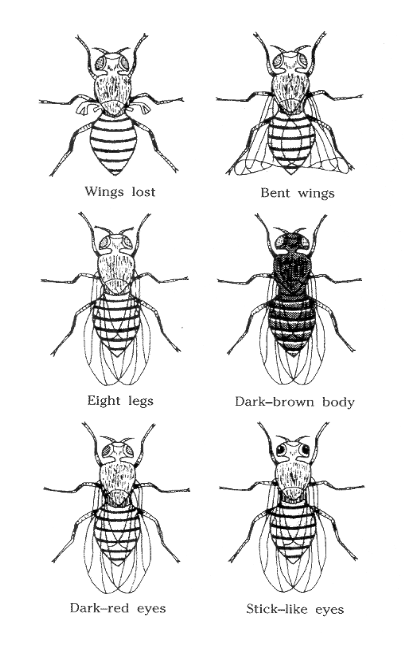 Wings lost
Bent wings
Eight legs
Dark–brown body
Dark–red eyes
Stick–like eyes